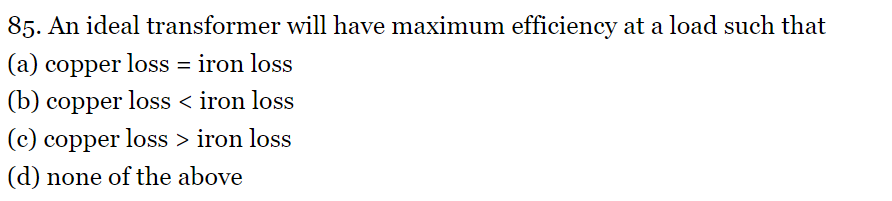 85. An ideal transformer will have maximum efficiency at a load such that
(a) copper loss = iron loss
(b) copper loss < iron loss
(c) copper loss > iron loss
(d) none of the above